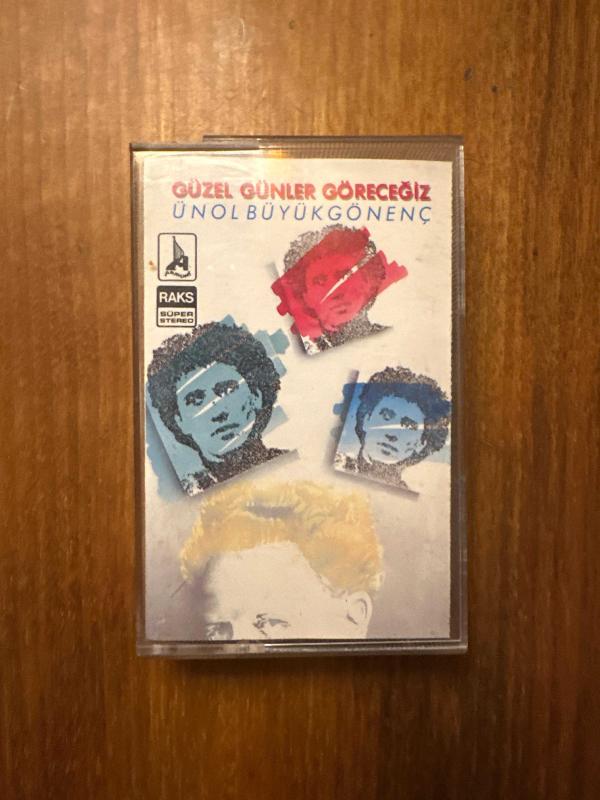 GÜZEL GÜNLER GÖRECEĞİZ
ÜNOL BÜYÜKGÖNENÇ
RAKS
SÜPER
STEREO